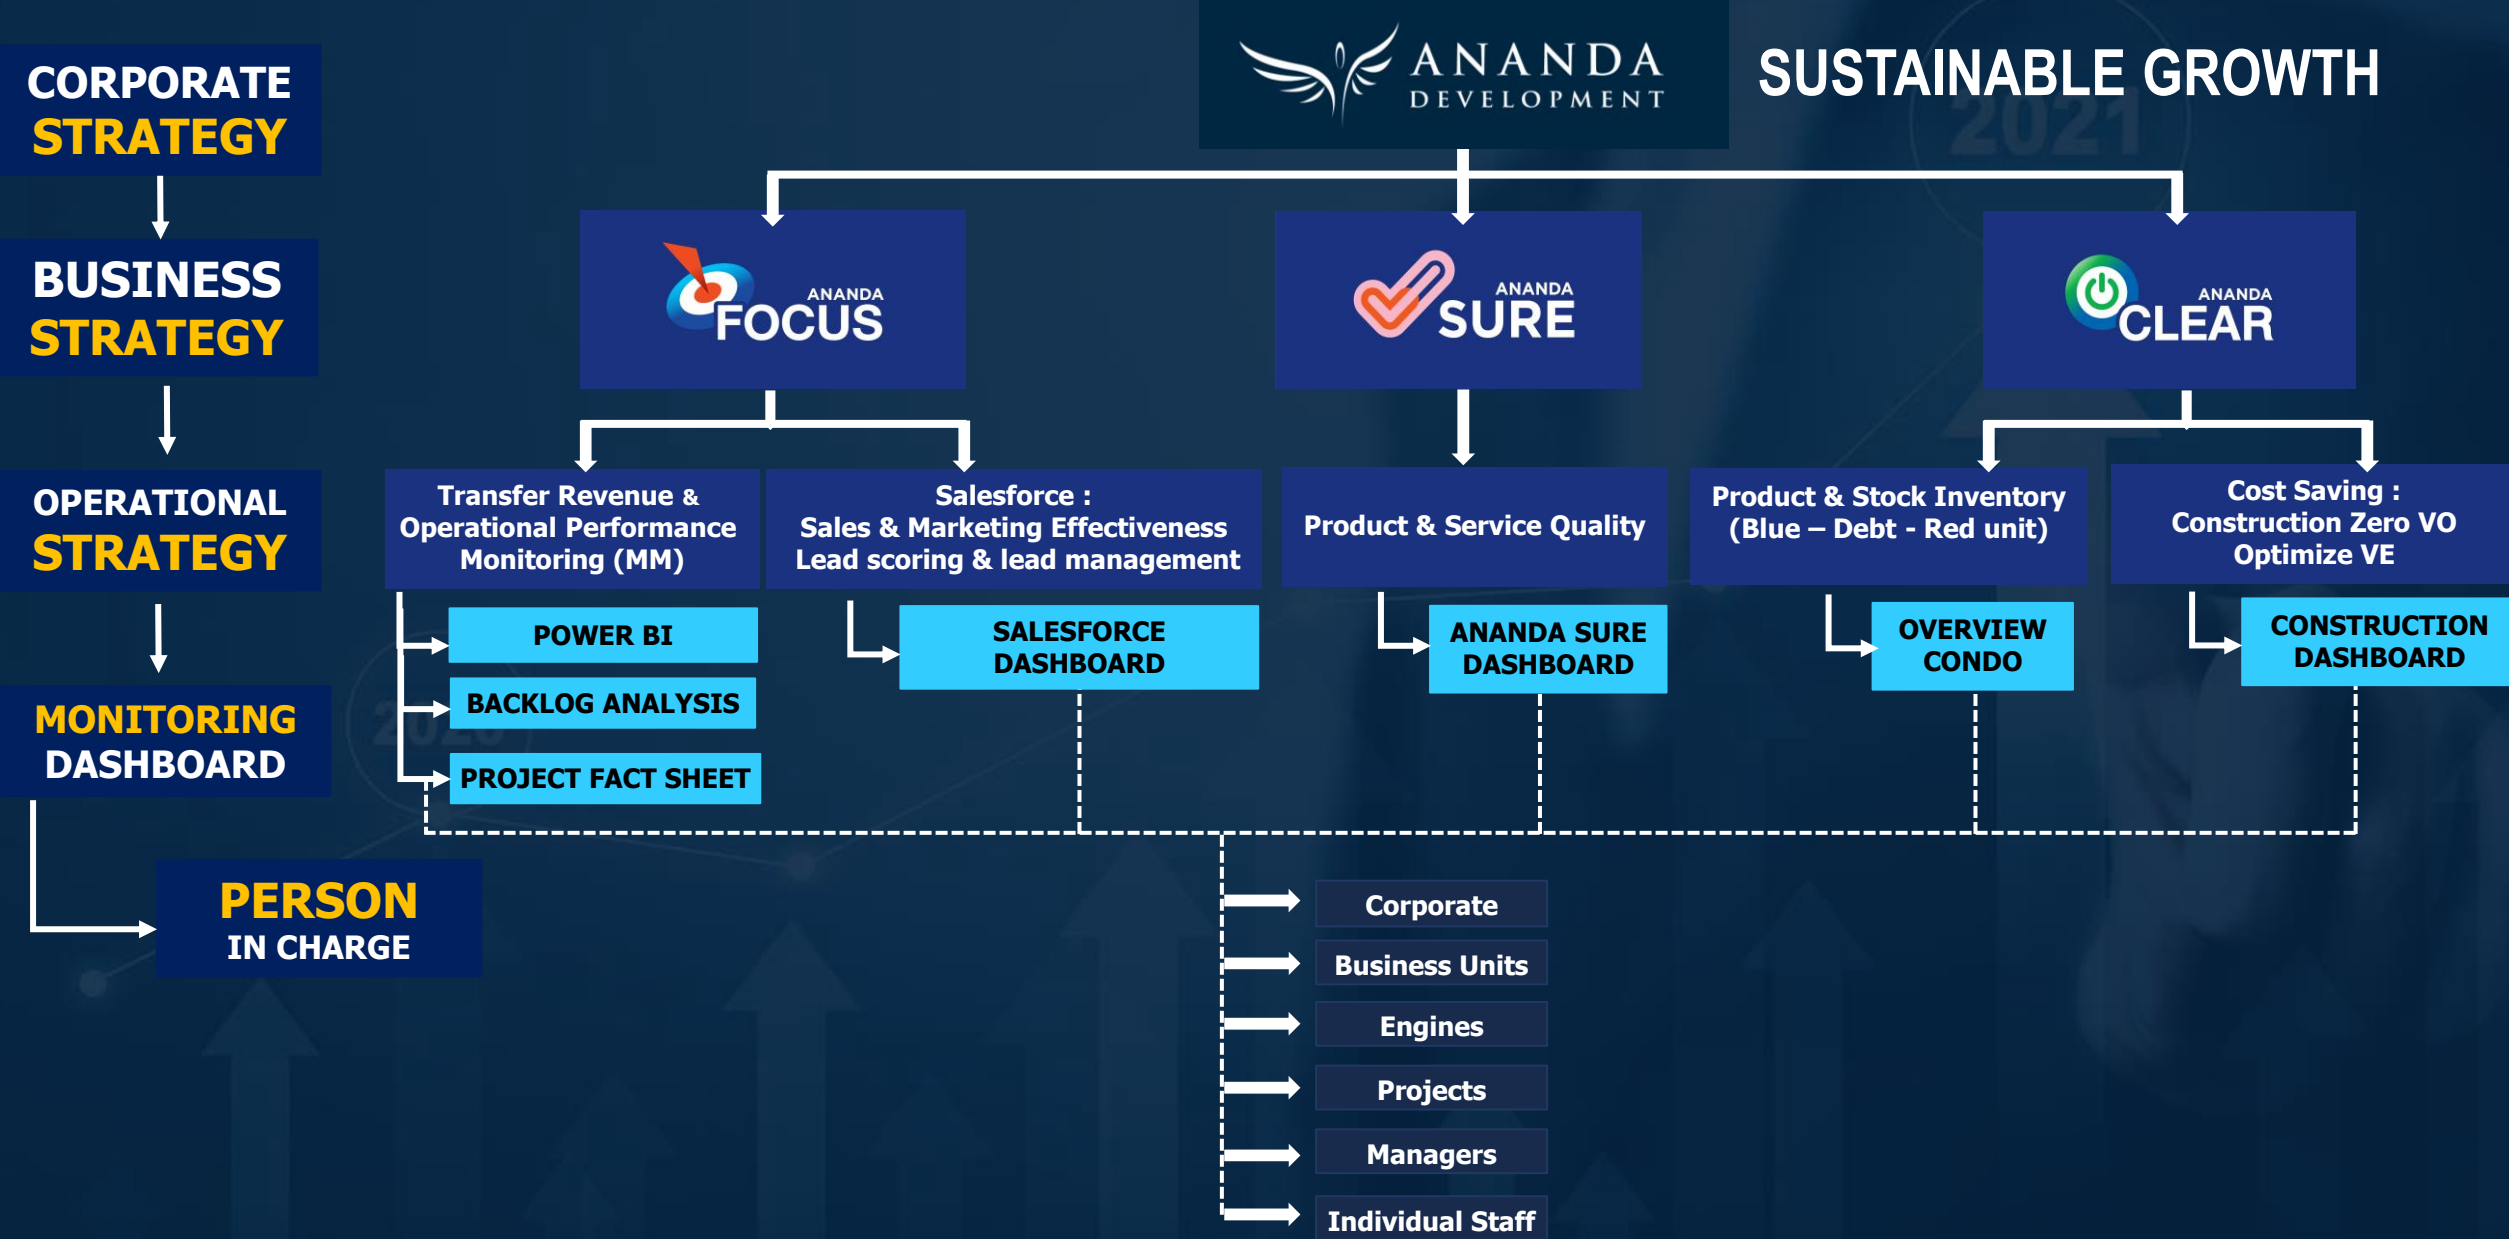 ANANDA
DEVELOPMENT
SUSTAINABLE GROWTH
2021
CORPORATE
STRATEGY
BUSINESS
STRATEGY
ANANDA
FOCUS
ANANDA
SURE
ANANDA
CLEAR
OPERATIONAL
STRATEGY
Transfer Revenue &
Operational Performance
Monitoring (MM)
Salesforce :
Sales & Marketing Effectiveness
Lead scoring & lead management
Product & Service Quality
Product & Stock Inventory
(Blue – Debt - Red unit)
Cost Saving :
Construction Zero VO
Optimize VE
MONITORING
DASHBOARD
POWER BI
BACKLOG ANALYSIS
PROJECT FACT SHEET
SALESFORCE
DASHBOARD
ANANDA SURE
DASHBOARD
OVERVIEW
CONDO
CONSTRUCTION
DASHBOARD
2020
PERSON
IN CHARGE
Corporate
Business Units
Engines
Projects
Managers
Individual Staff